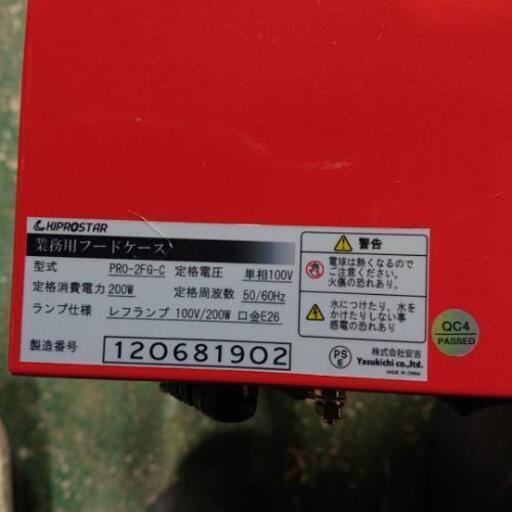 KIPROSTAR
業務用フードケース
型式 PRO-2FG-C 定格電圧 単相100V
定格消費電力 200W 定格周波数 50/60Hz
ランプ仕様 レフランプ 100V/200W 口金E26
製造番号 120681902
警告
電球は熱くなるので
ご注意ください。
火傷の恐れ。
水につけたり、水を
かけたりしない事
感電の恐れ
PS
E
株式会社安吉
Yasukichi co.,ltd.
MADE IN CHINA
QC4
PASSED